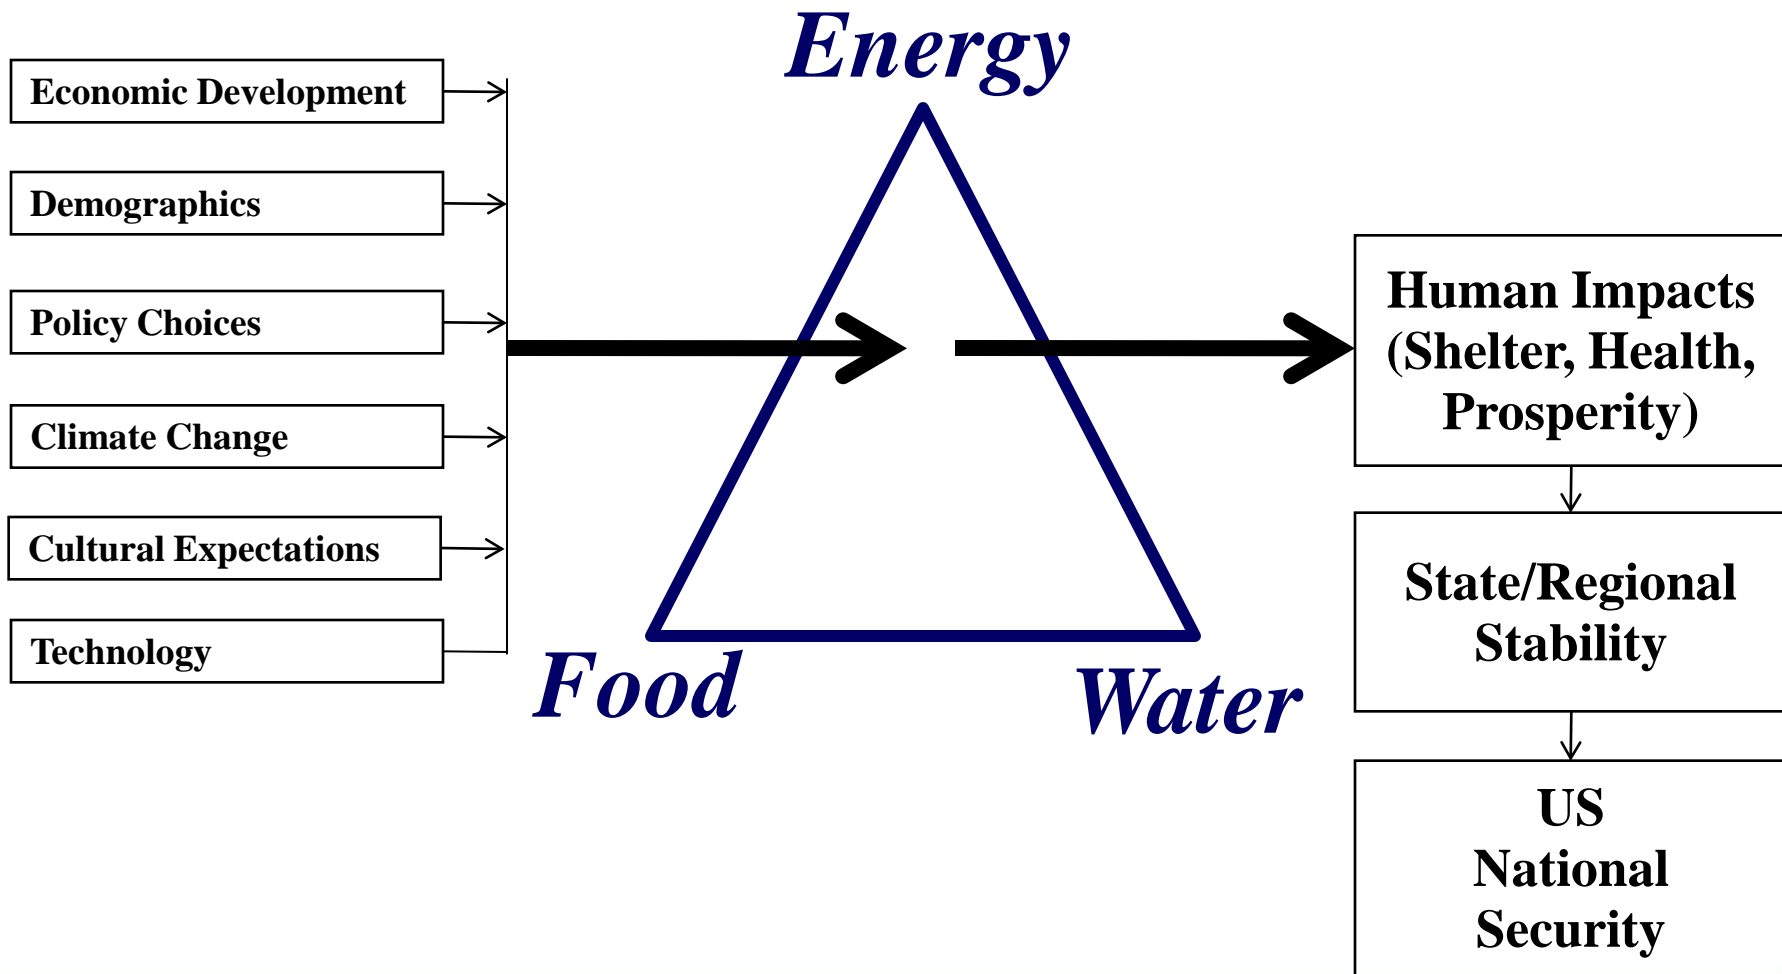 Energy
Economic Development
Demographics
Policy Choices
Climate Change
Cultural Expectations
Technology
Food
Water
Human Impacts
(Shelter, Health,
Prosperity)
State/Regional
Stability
US
National
Security